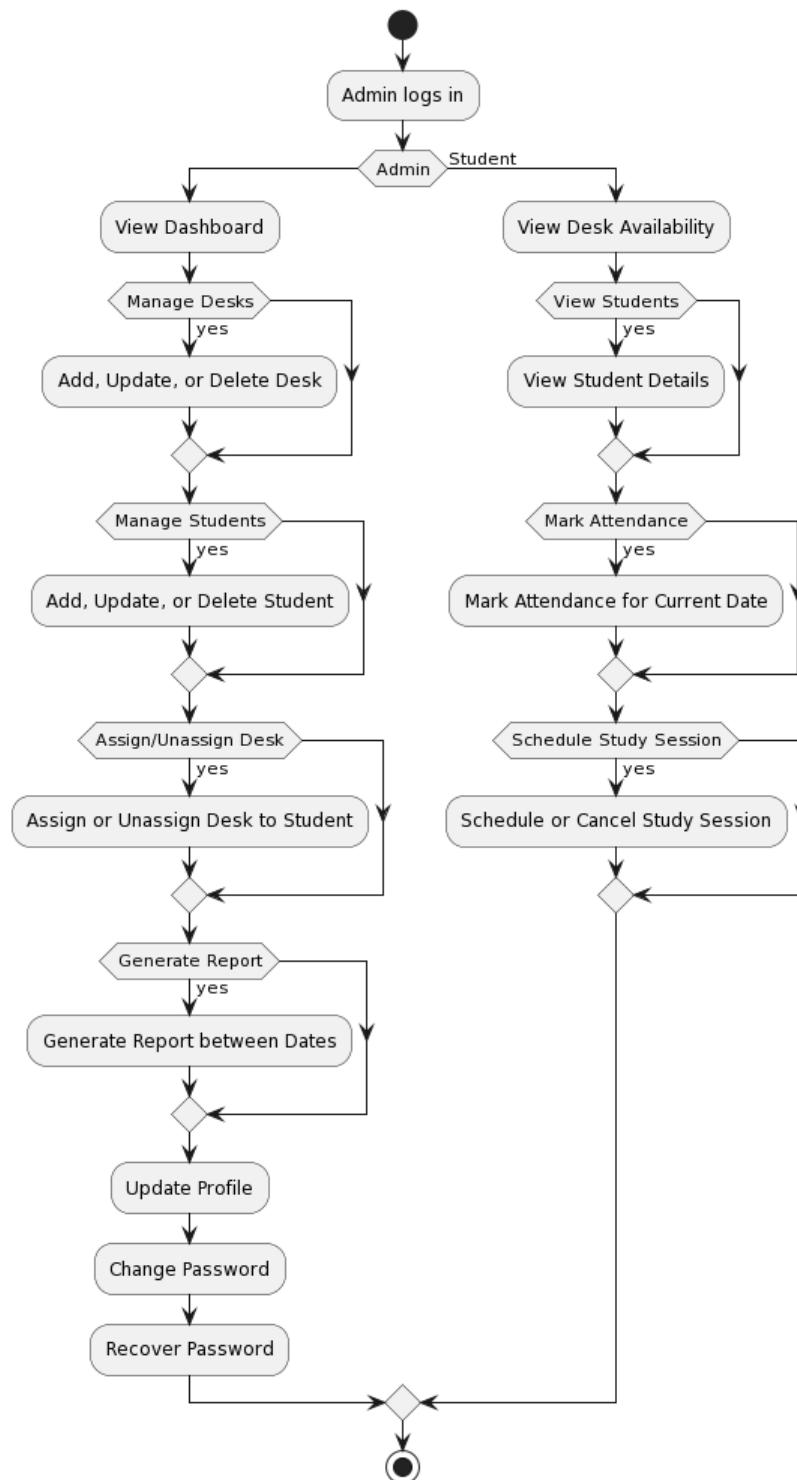 Admin logs in
Admin
Student
View Dashboard
Manage Desks
yes
Add, Update, or Delete Desk
Manage Students
yes
Add, Update, or Delete Student
Assign/Unassign Desk
yes
Assign or Unassign Desk to Student
Generate Report
yes
Generate Report between Dates
Update Profile
Change Password
Recover Password
View Desk Availability
View Students
yes
View Student Details
Mark Attendance
yes
Mark Attendance for Current Date
Schedule Study Session
yes
Schedule or Cancel Study Session